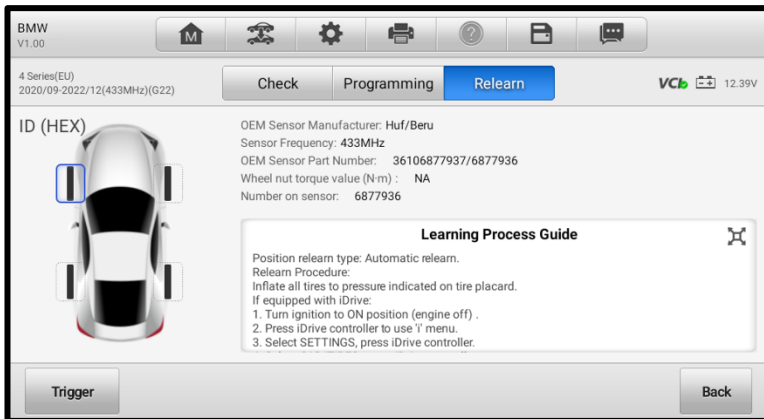 BMW
V1.00
M
?
4 Series(EU)
2020/09-2022/12(433MHz)(G22)
Check
Programming
Relearn
VCI
12.39V
ID (HEX)
OEM Sensor Manufacturer: Huf/Beru
Sensor Frequency: 433MHz
OEM Sensor Part Number: 36106877937/6877936
Wheel nut torque value (N·m) : NA
Number on sensor: 6877936
Learning Process Guide
Position relearn type: Automatic relearn.
Relearn Procedure:
Inflate all tires to pressure indicated on tire placard.
If equipped with iDrive:
1. Turn ignition to ON position (engine off) .
2. Press iDrive controller to use 'i' menu.
3. Select SETTINGS, press iDrive controller.
Trigger
Back